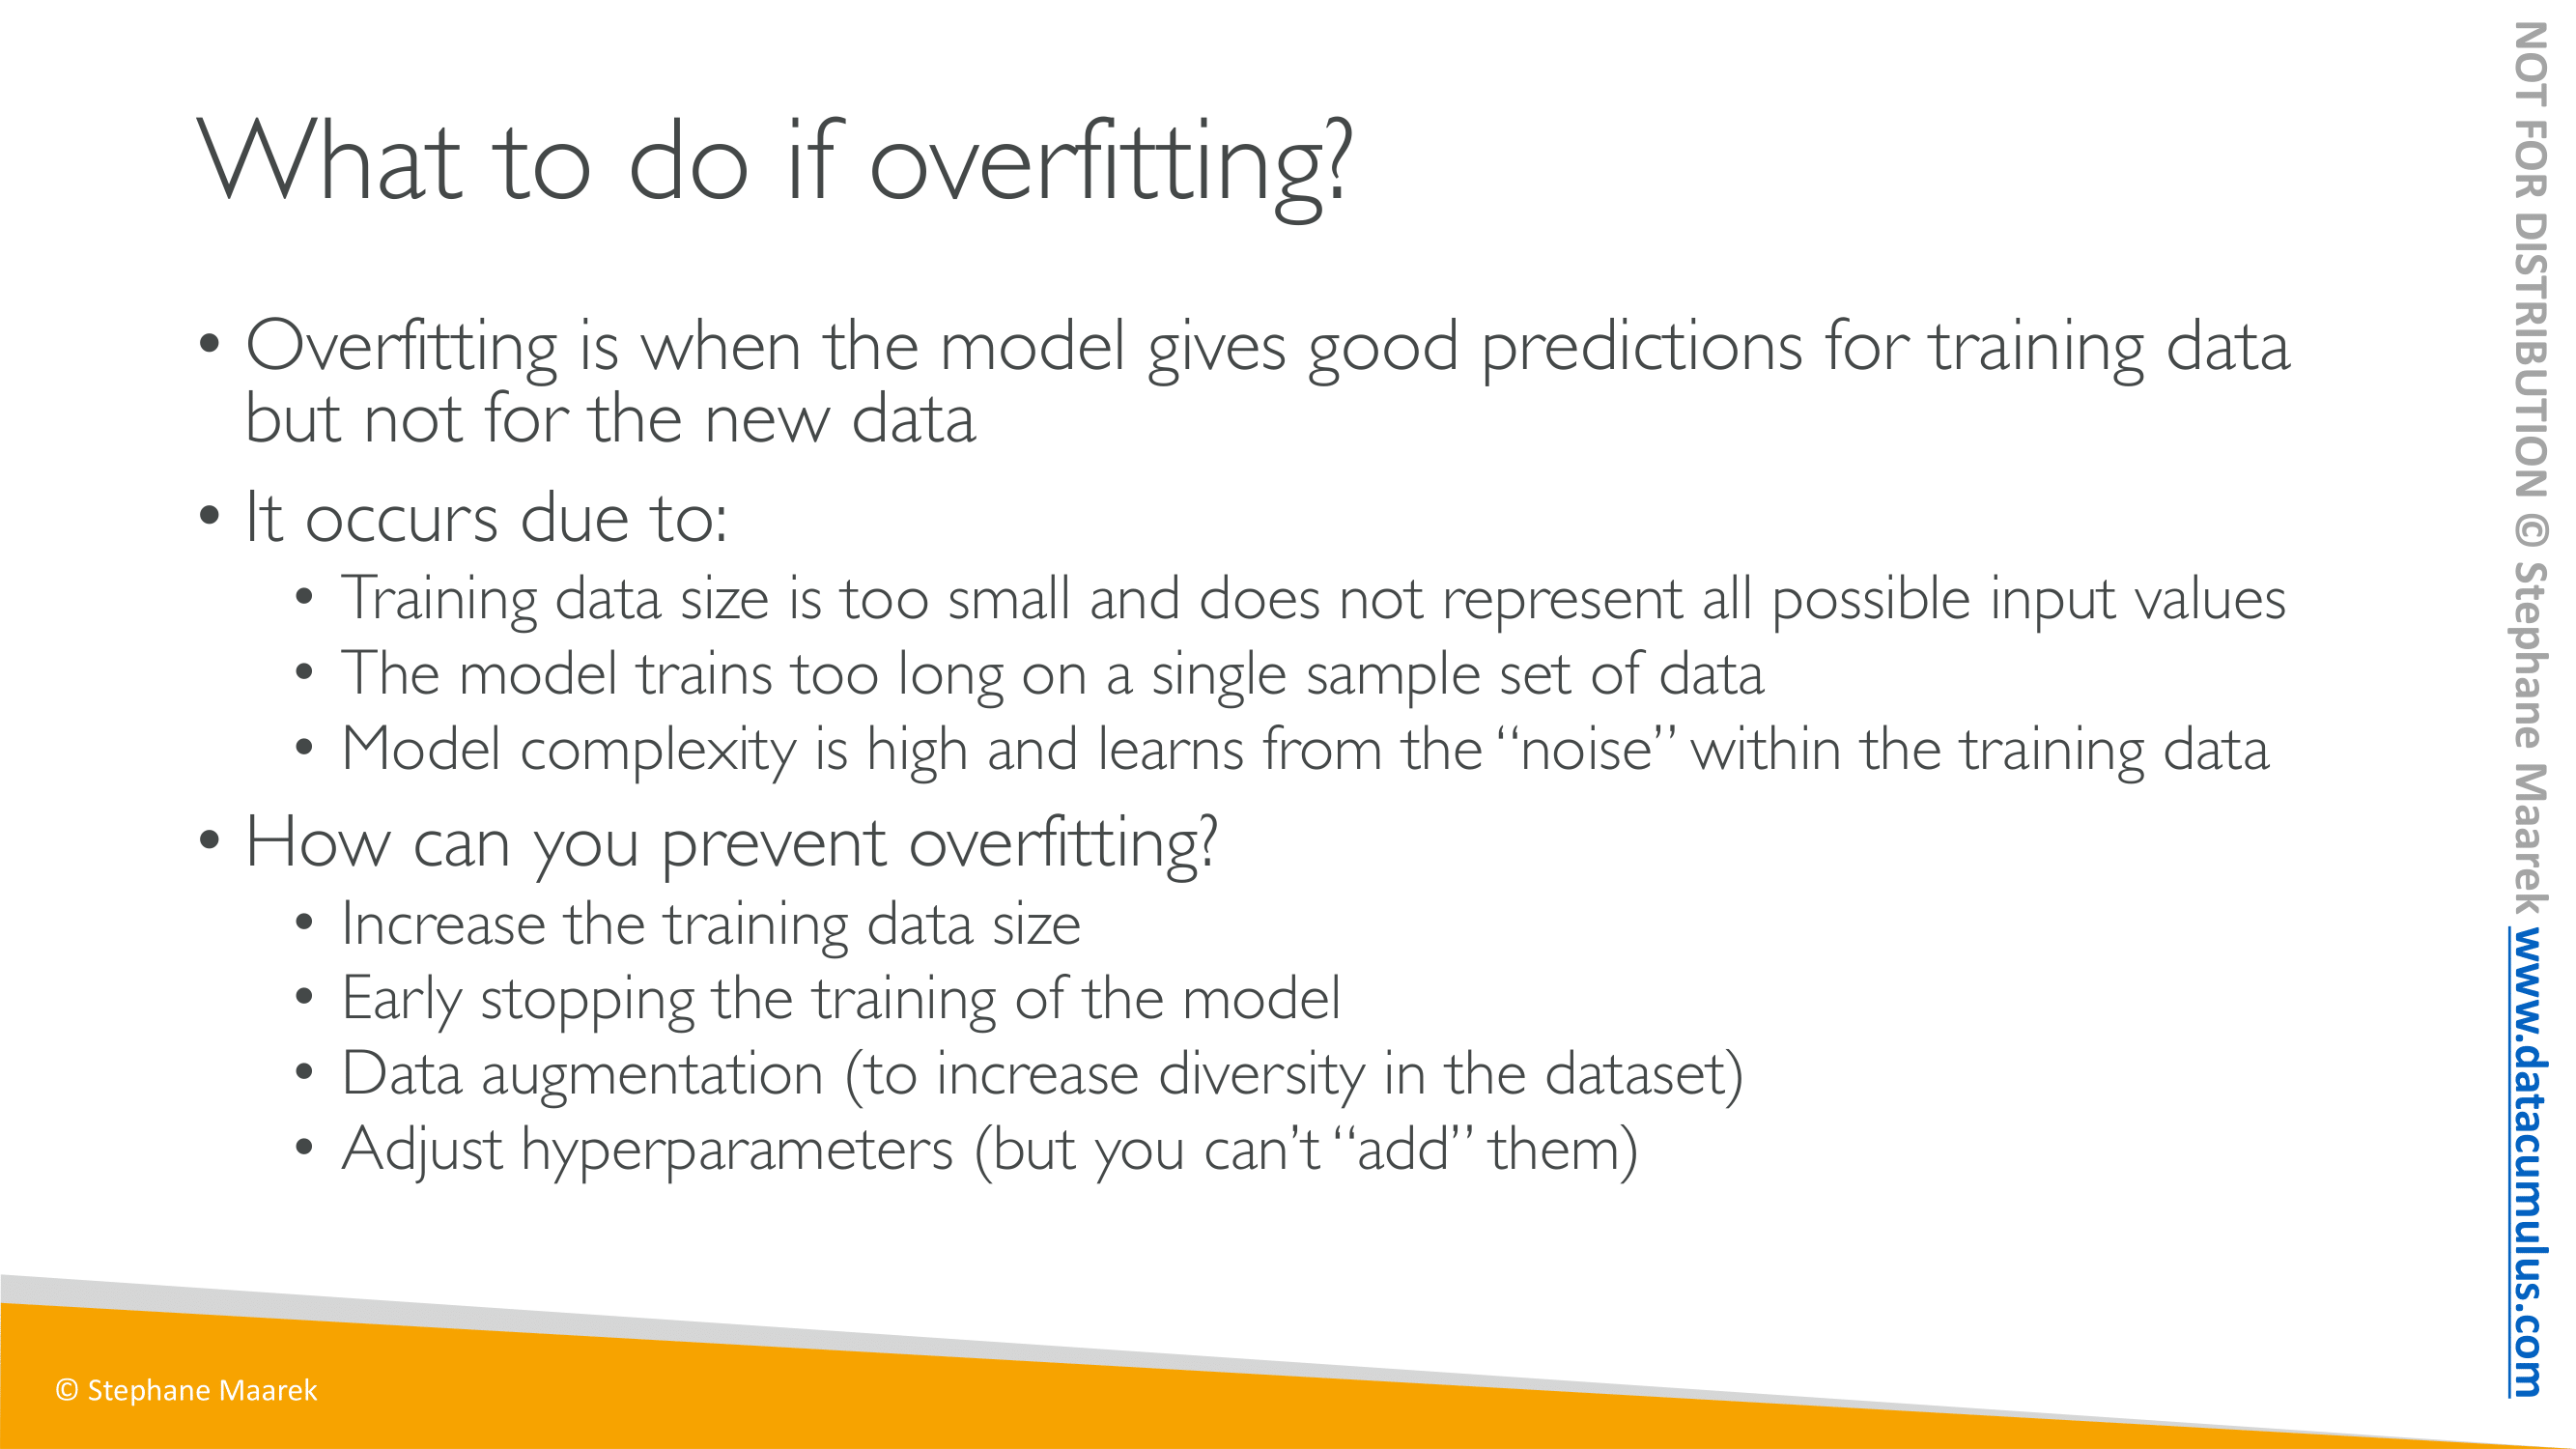 What to do if overfitting?
• Overfitting is when the model gives good predictions for training data
but not for the new data
• It occurs due to:
• Training data size is too small and does not represent all possible input values
• The model trains too long on a single sample set of data
• Model complexity is high and learns from the “noise” within the training data
• How can you prevent overfitting?
• Increase the training data size
• Early stopping the training of the model
• Data augmentation (to increase diversity in the dataset)
• Adjust hyperparameters (but you can’t “add” them)
© Stephane Maarek
NOT FOR DISTRIBUTION © Stephane Maarek www.datacumulus.com